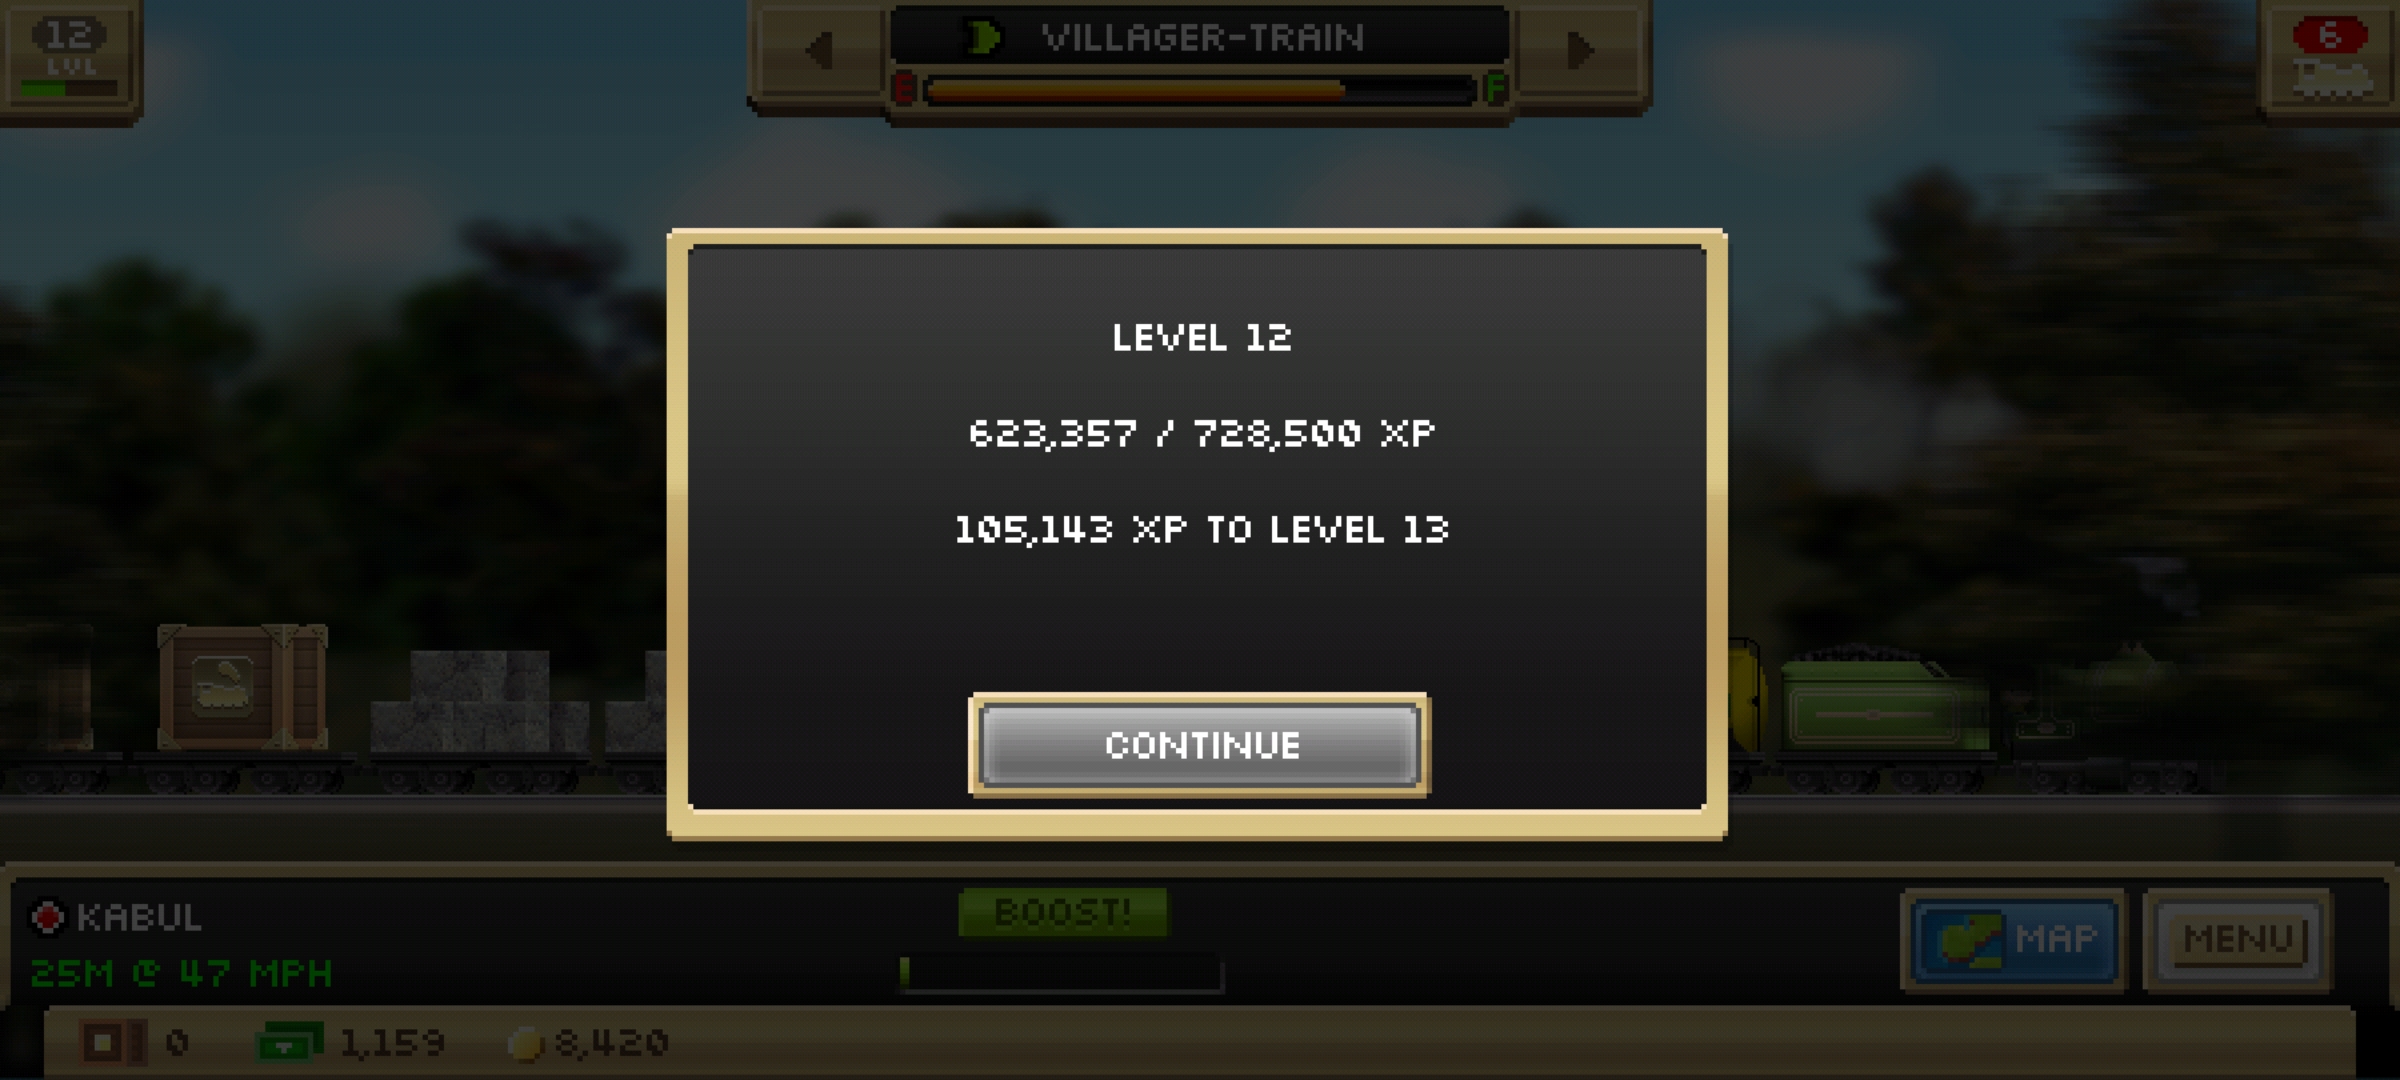 12
LVL
VILLAGER-TRAIN
E F
6
LEVEL 12
623,357 / 728,500 XP
105,143 XP TO LEVEL 13
CONTINUE
KABUL
25M @ 47 MPH
BOOST!
MAP
MENU
0 1,159 8,420